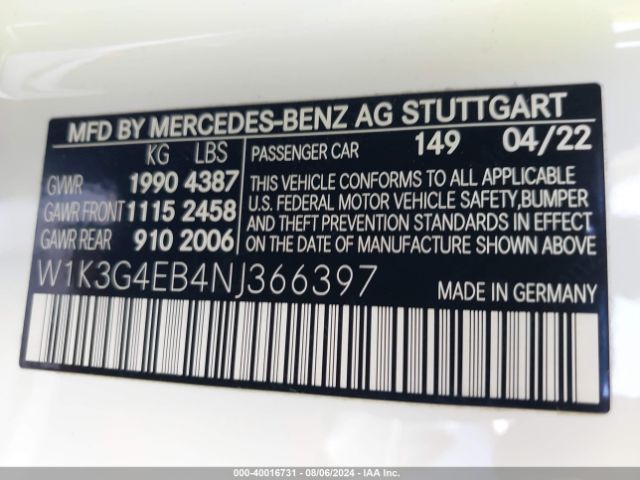 MFD BY MERCEDES-BENZ AG STUTTGART
KG LBS
GVWR 1990 4387
GAWR FRONT 1115 2458
GAWR REAR 910 2006
PASSENGER CAR 149 04/22
THIS VEHICLE CONFORMS TO ALL APPLICABLE
U.S. FEDERAL MOTOR VEHICLE SAFETY,BUMPER
AND THEFT PREVENTION STANDARDS IN EFFECT
ON THE DATE OF MANUFACTURE SHOWN ABOVE
W1K3G4EB4NJ366397
MADE IN GERMANY
000-40016731 - 08/06/2024 - IAA Inc.